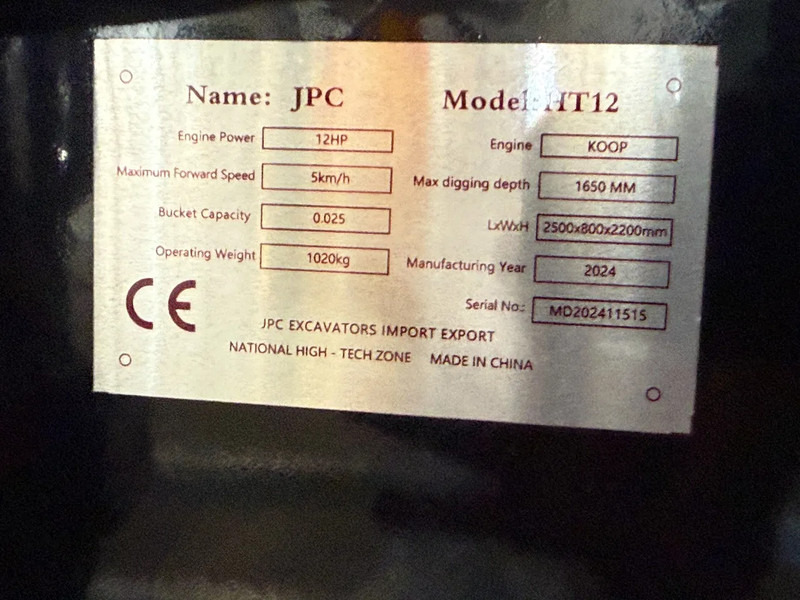 Name: JPC Model: HT12
Engine Power 12HP Engine KOOP
Maximum Forward Speed 5km/h Max digging depth 1650 MM
Bucket Capacity 0.025 LxWxH 2500x800x2200mm
Operating Weight 1020kg Manufacturing Year 2024
Serial No.: MD202411515
CE
JPC EXCAVATORS IMPORT EXPORT
NATIONAL HIGH - TECH ZONE MADE IN CHINA